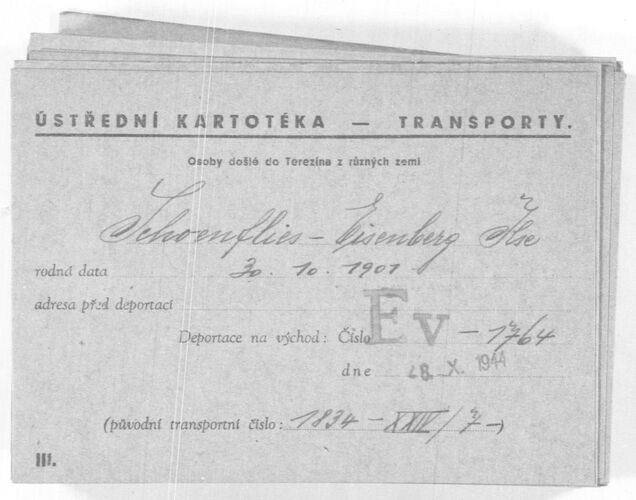 ÚSTŘEDNÍ KARTOTÉKA — TRANSPORTY.
Osoby došlé do Terezína z různých zemí
Schoenflies - Eisenberg Ilse
rodná data 30. 10. 1901
adresa před deportací
Deportace na východ: Číslo Ev - 1764
dne 28. X. 1944
(původní transportní číslo: 1834 - XXIV/7 -)
III.